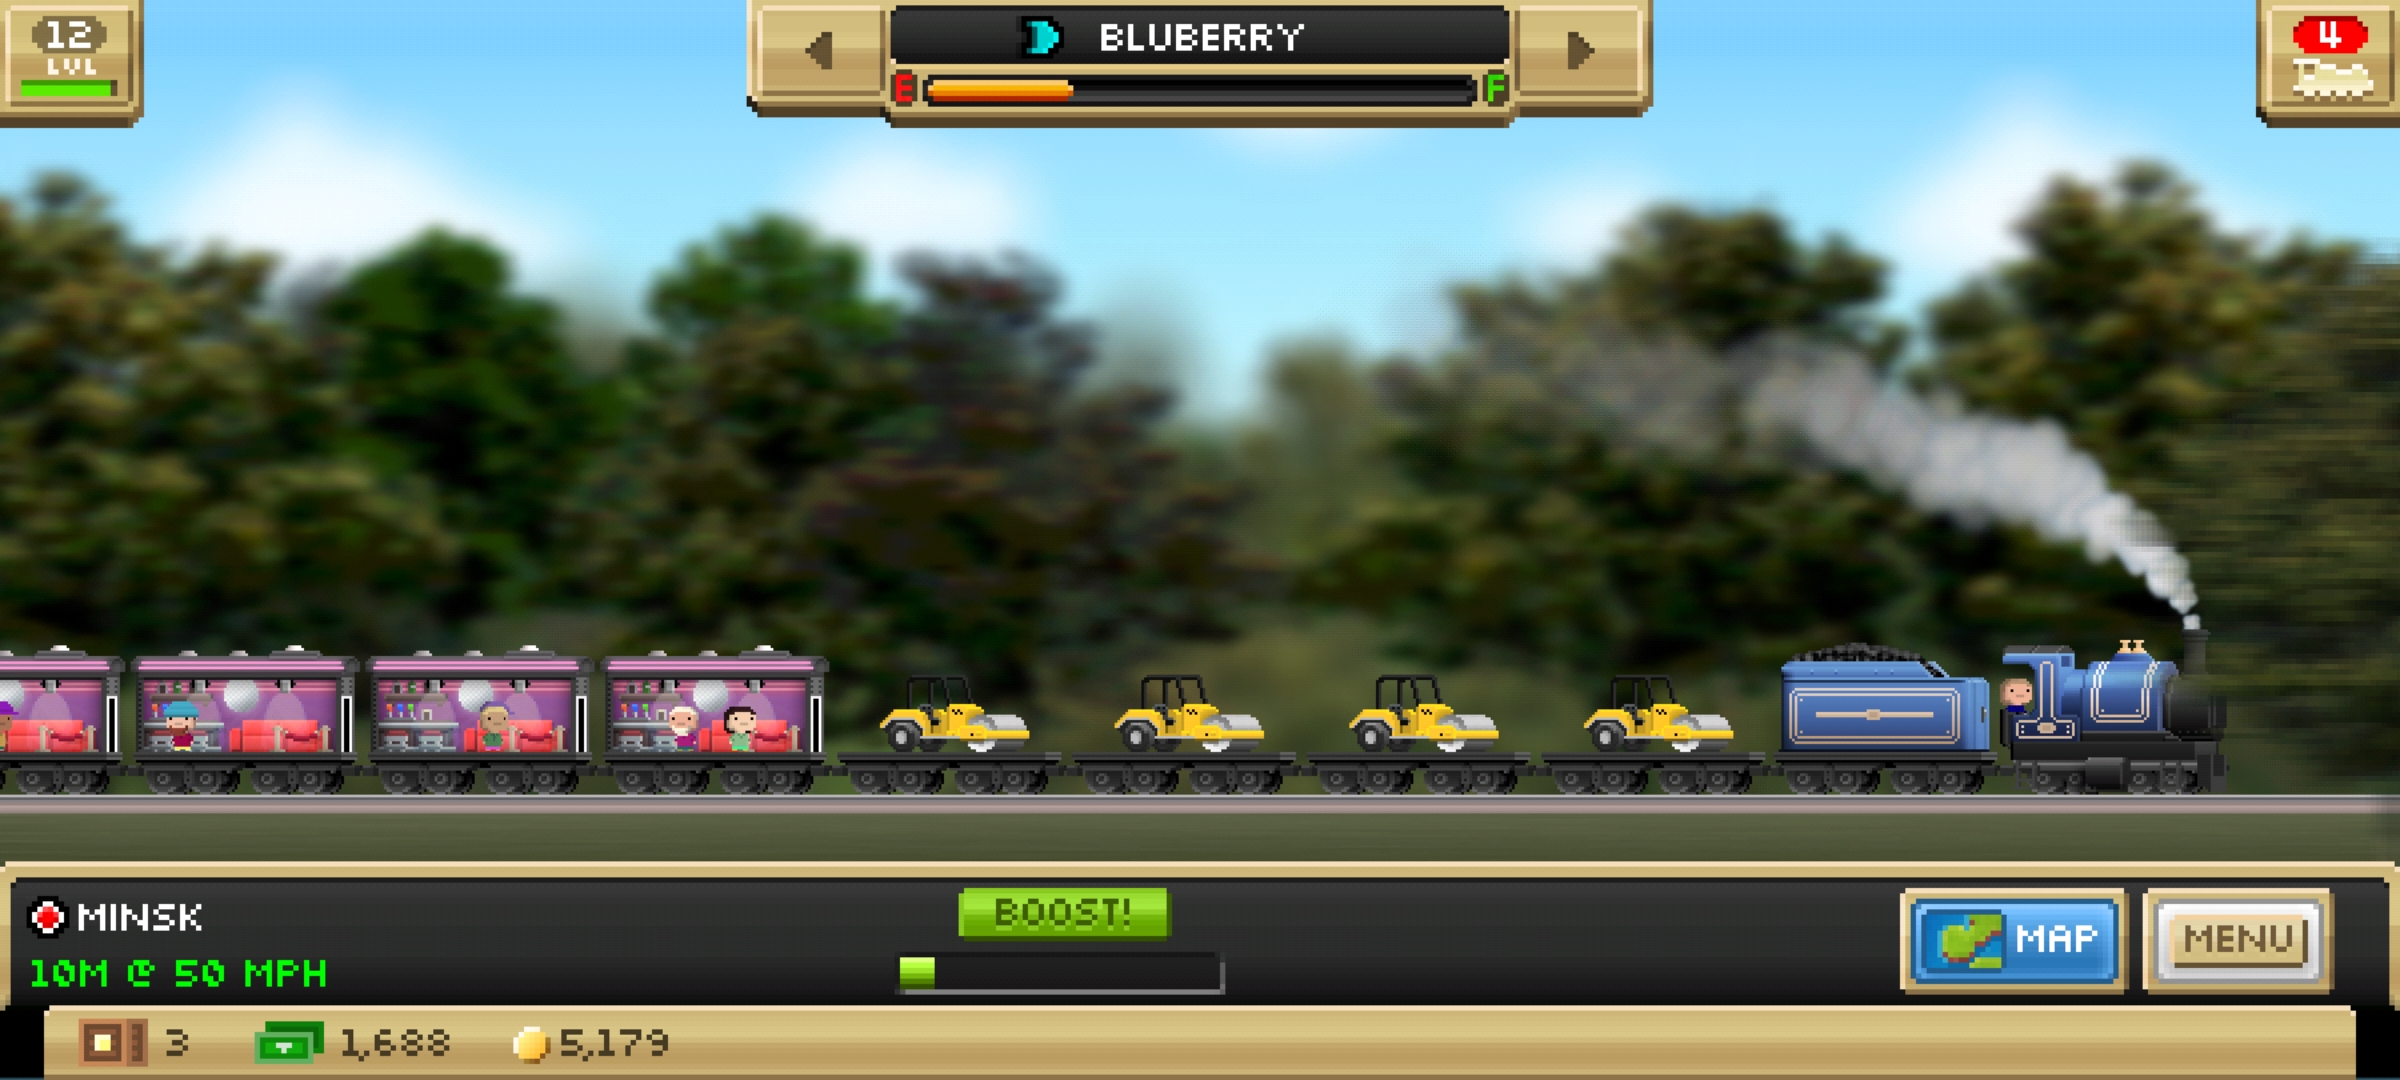 12
LVL
BLUBERRY
E F
4
MINSK
10M @ 50 MPH
BOOST!
MAP
MENU
3 1,688 5,179